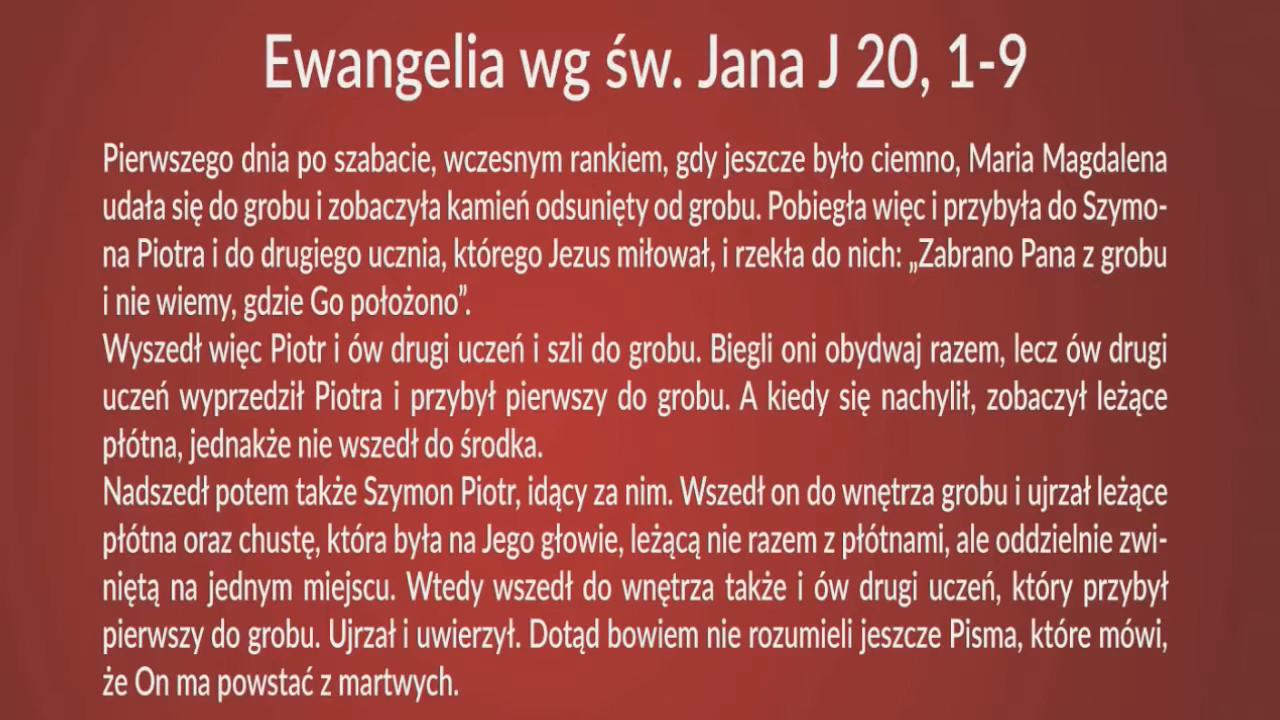 Ewangelia wg św. Jana J 20, 1-9
Pierwszego dnia po szabacie, wczesnym rankiem, gdy jeszcze było ciemno, Maria Magdalena
udała się do grobu i zobaczyła kamień odsunięty od grobu. Pobiegła więc i przybyła do Szymo-
na Piotra i do drugiego ucznia, którego Jezus miłował, i rzekła do nich: „Zabrano Pana z grobu
i nie wiemy, gdzie Go położono”.
Wyszedł więc Piotr i ów drugi uczeń i szli do grobu. Biegli oni obydwaj razem, lecz ów drugi
uczeń wyprzedził Piotra i przybył pierwszy do grobu. A kiedy się nachylił, zobaczył leżące
płótna, jednakże nie wszedł do środka.
Nadszedł potem także Szymon Piotr, idący za nim. Wszedł on do wnętrza grobu i ujrzał leżące
płótna oraz chustę, która była na Jego głowie, leżącą nie razem z płótnami, ale oddzielnie zwi-
niętą na jednym miejscu. Wtedy wszedł do wnętrza także i ów drugi uczeń, który przybył
pierwszy do grobu. Ujrzał i uwierzył. Dotąd bowiem nie rozumieli jeszcze Pisma, które mówi,
że On ma powstać z martwych.